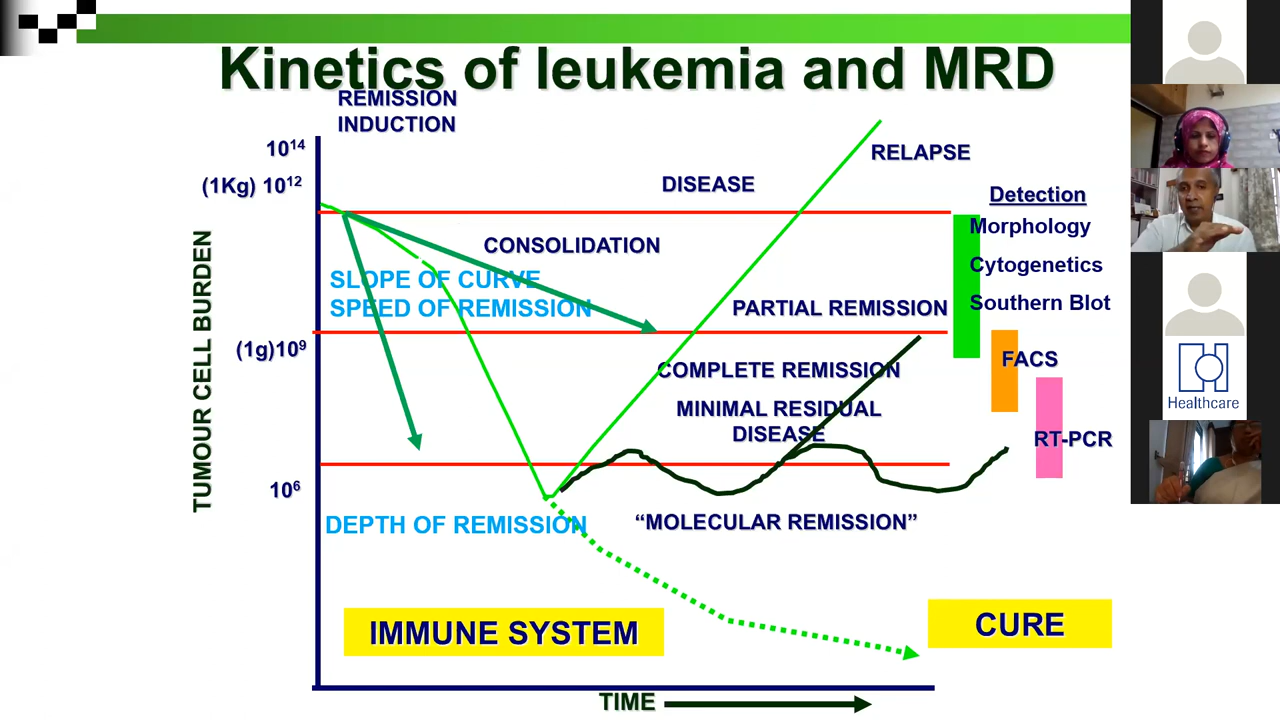 Kinetics of leukemia and MRD
REMISSION
INDUCTION
10¹⁴
(1Kg) 10¹²
DISEASE
RELAPSE
Detection
Morphology
CONSOLIDATION
Cytogenetics
SLOPE OF CURVE
SPEED OF REMISSION
PARTIAL REMISSION
Southern Blot
(1g)10⁹
COMPLETE REMISSION
FACS
MINIMAL RESIDUAL
DISEASE
RT-PCR
TUMOUR CELL BURDEN
10⁶
DEPTH OF REMISSION
“MOLECULAR REMISSION”
IMMUNE SYSTEM
CURE
TIME
Healthcare